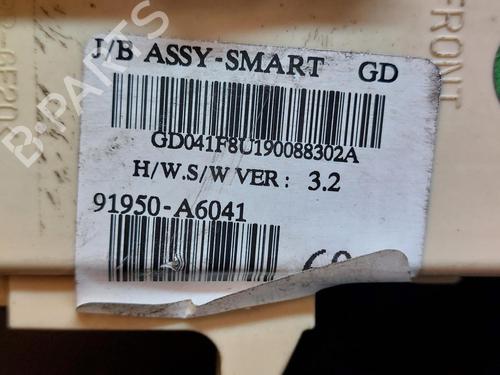 J/B ASSY-SMART GD
GD041F8U190088302A
H/W.S/W VER : 3.2
91950-A6041
FRONT
B-PARTS